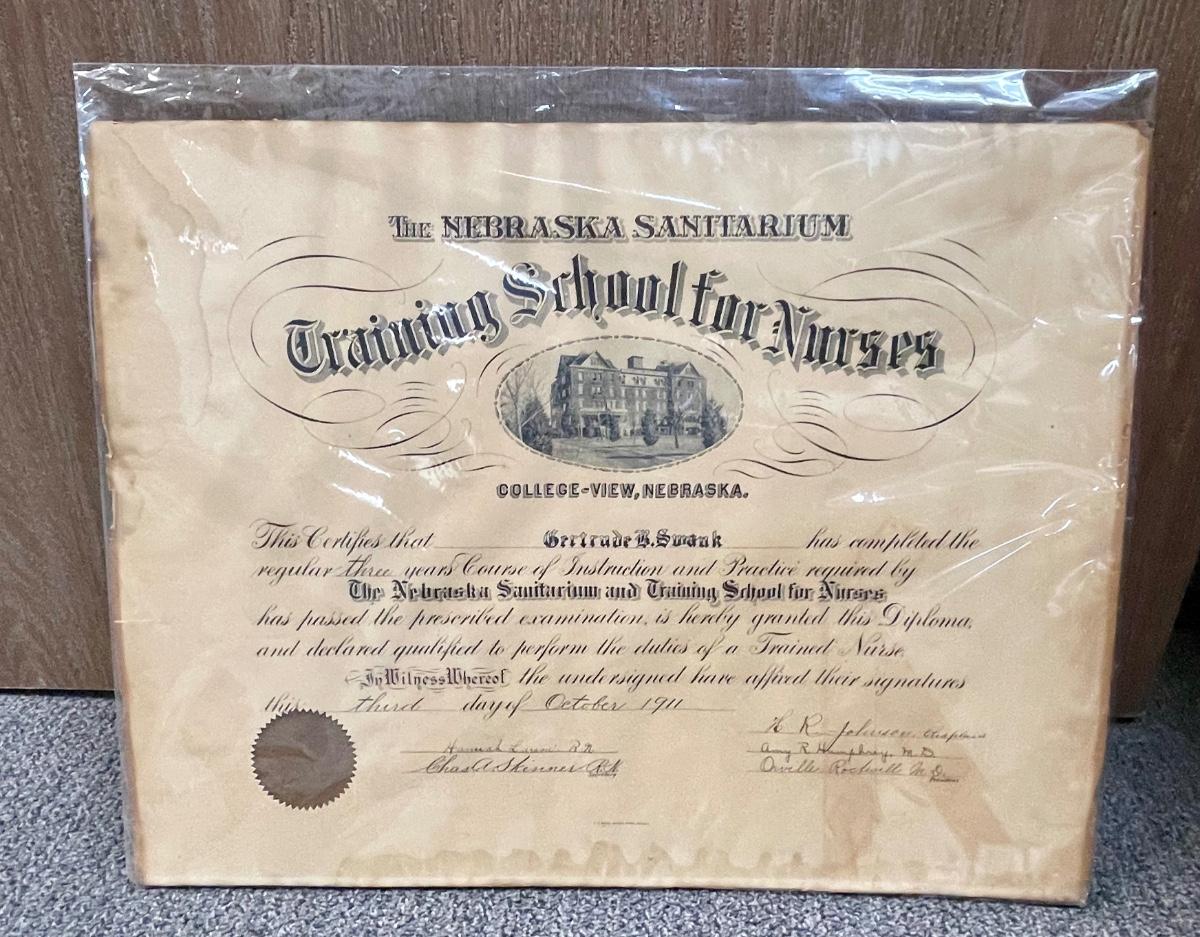 THE NEBRASKA SANITARIUM
Training School for Nurses
COLLEGE-VIEW, NEBRASKA.
This Certifies that Gertrude B. Swank has completed the
regular three years Course of Instruction and Practice required by
The Nebraska Sanitarium and Training School for Nurses
has passed the prescribed examination, is hereby granted this Diploma,
and declared qualified to perform the duties of a Trained Nurse.
In Witness Whereof the undersigned have affixed their signatures
this third day of October 1911
H R Johnson, Chaplain
Hannah R N
Amy R Humphrey, M.D.
Chas A. Skinner R N
Orville Rockwell M.D.